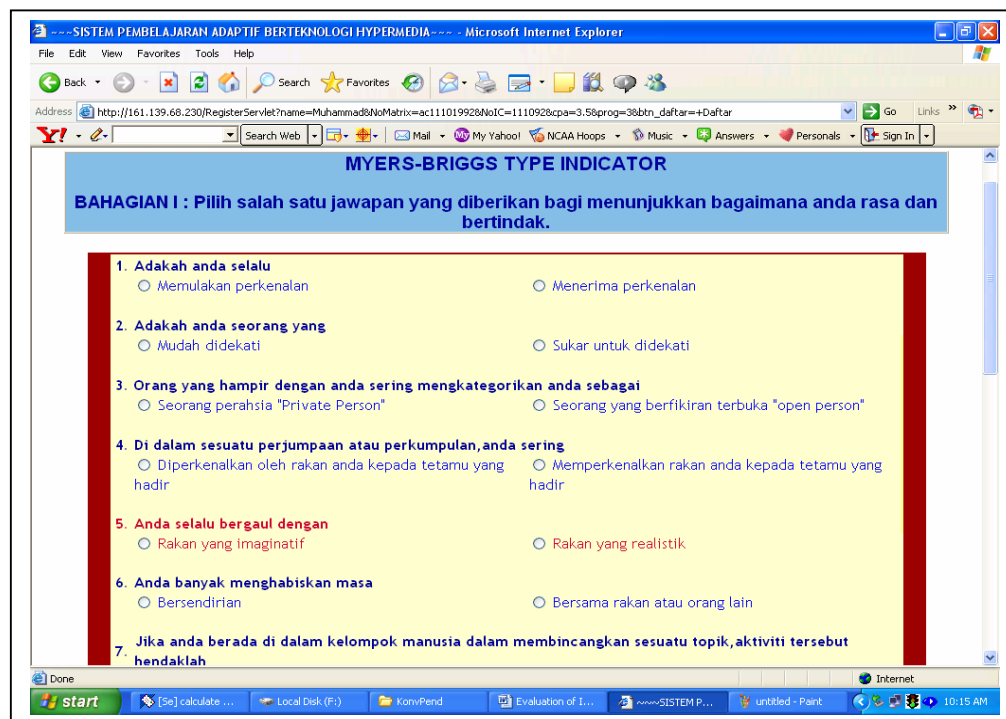 ~~~SISTEM PEMBELAJARAN ADAPTIF BERTEKNOLOGI HYPERMEDIA~~~ - Microsoft Internet Explorer
File Edit View Favorites Tools Help
Back Search Favorites
Address http://161.139.68.230/RegisterServlet?name=Muhammad&NoMatrix=ac111019928&NoIC=1110928&cpa=3.5&prog=3&btn_daftar=+Daftar Go Links »
Y! Search Web Mail My Yahoo! NCAA Hoops Music Answers Personals Sign In
MYERS-BRIGGS TYPE INDICATOR
BAHAGIAN I : Pilih salah satu jawapan yang diberikan bagi menunjukkan bagaimana anda rasa dan
bertindak.
1. Adakah anda selalu
Memulakan perkenalan Menerima perkenalan
2. Adakah anda seorang yang
Mudah didekati Sukar untuk didekati
3. Orang yang hampir dengan anda sering mengkategorikan anda sebagai
Seorang perahsia "Private Person" Seorang yang berfikiran terbuka "open person"
4. Di dalam sesuatu perjumpaan atau perkumpulan,anda sering
Diperkenalkan oleh rakan anda kepada tetamu yang Memperkenalkan rakan anda kepada tetamu yang
hadir hadir
5. Anda selalu bergaul dengan
Rakan yang imaginatif Rakan yang realistik
6. Anda banyak menghabiskan masa
Bersendirian Bersama rakan atau orang lain
7. Jika anda berada di dalam kelompok manusia dalam membincangkan sesuatu topik,aktiviti tersebut
hendaklah
Done Internet
start [Se] calculate ... Local Disk (F:) KonvPend Evaluation of I... ~~~SISTEM P... untitled - Paint 10:15 AM